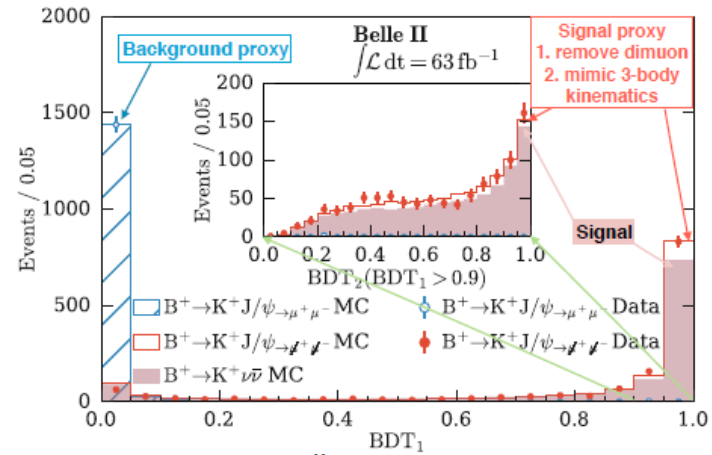 2000
1500
1000
500
0
Events / 0.05
Background proxy
Belle II
∫ℒ dt = 63 fb⁻¹
Signal proxy
1. remove dimuon
2. mimic 3-body
kinematics
200
150
100
50
0
Events / 0.05
0.0 0.2 0.4 0.6 0.8 1.0
BDT₂(BDT₁ > 0.9)
Signal
B⁺→K⁺J/ψ→μ⁺μ⁻ MC
B⁺→K⁺J/ψ→μ̸⁺μ̸⁻ MC
B⁺→K⁺νν̄ MC
B⁺→K⁺J/ψ→μ⁺μ⁻ Data
B⁺→K⁺J/ψ→μ̸⁺μ̸⁻ Data
0.0 0.2 0.4 0.6 0.8 1.0
BDT₁